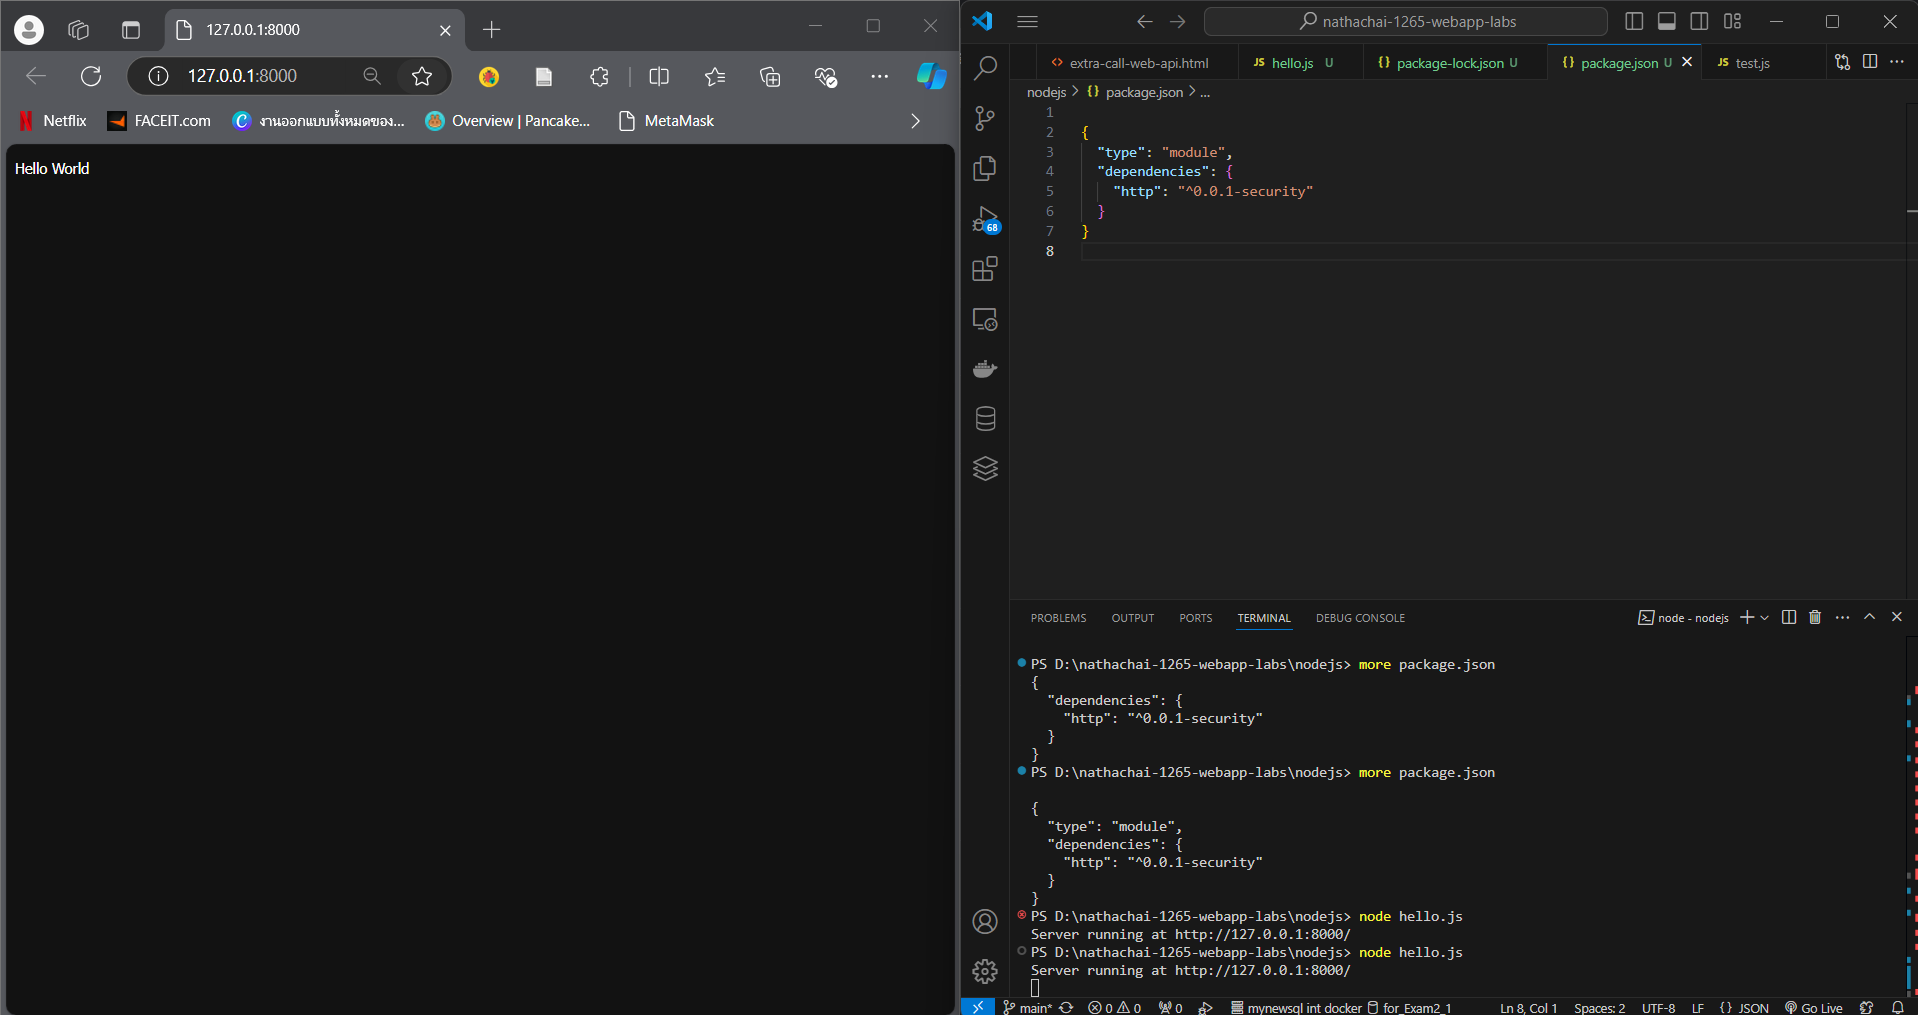 127.0.0.1:8000
127.0.0.1:8000
Netflix
FACEIT.com
งานออกแบบทั้งหมดของ...
Overview | Pancake...
MetaMask
Hello World
nathachai-1265-webapp-labs
extra-call-web-api.html
JS hello.js U
{} package-lock.json U
{} package.json U
JS test.js
nodejs > {} package.json > ...
1
2 {
3 "type": "module",
4 "dependencies": {
5 "http": "^0.0.1-security"
6 }
7 }
8
68
PROBLEMS OUTPUT PORTS TERMINAL DEBUG CONSOLE
node - nodejs
PS D:\nathachai-1265-webapp-labs\nodejs> more package.json
{
"dependencies": {
"http": "^0.0.1-security"
}
}
PS D:\nathachai-1265-webapp-labs\nodejs> more package.json
{
"type": "module",
"dependencies": {
"http": "^0.0.1-security"
}
}
PS D:\nathachai-1265-webapp-labs\nodejs> node hello.js
Server running at http://127.0.0.1:8000/
PS D:\nathachai-1265-webapp-labs\nodejs> node hello.js
Server running at http://127.0.0.1:8000/
main* 0 0 0 mynewsql int docker for_Exam2_1 Ln 8, Col 1 Spaces: 2 UTF-8 LF {} JSON Go Live